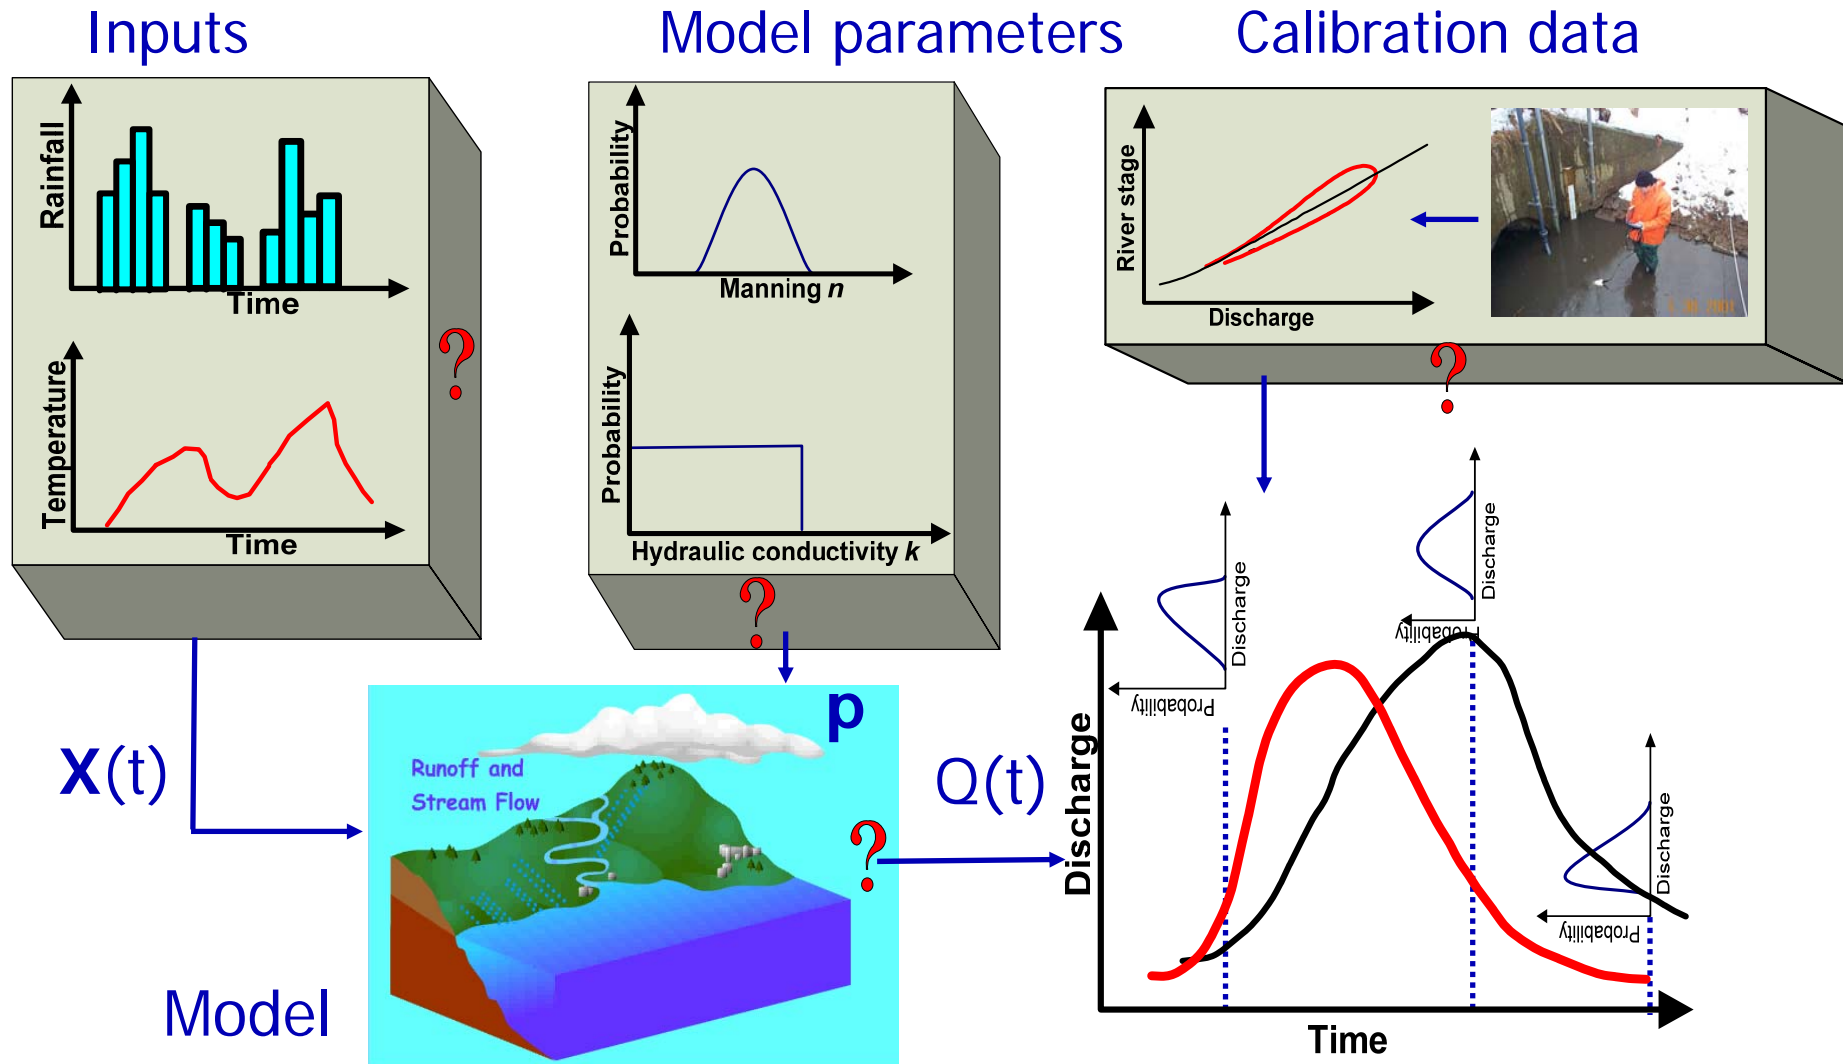 Inputs
Model parameters
Calibration data
Rainfall
Time
Temperature
Time
?
Probability
Manning n
Probability
Hydraulic conductivity k
?
River stage
Discharge
?
X(t)
p
Runoff and
Stream Flow
?
Model
Q(t)
Discharge
Time
Discharge
Probability
Discharge
Probability
Discharge
Probability